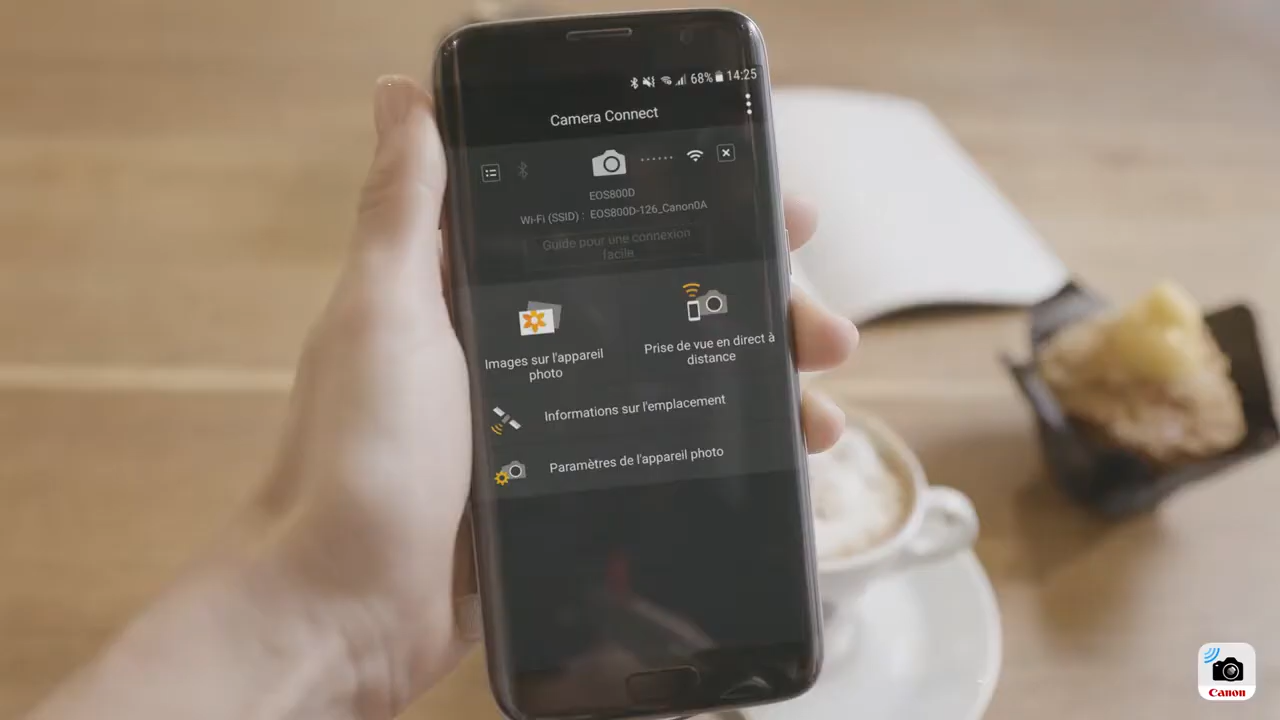 68% 14:25
Camera Connect
EOS800D
Wi-Fi (SSID) : EOS800D-126_Canon0A
Guide pour une connexion
facile
Images sur l'appareil
photo
Prise de vue en direct à
distance
Informations sur l'emplacement
Paramètres de l'appareil photo
Canon